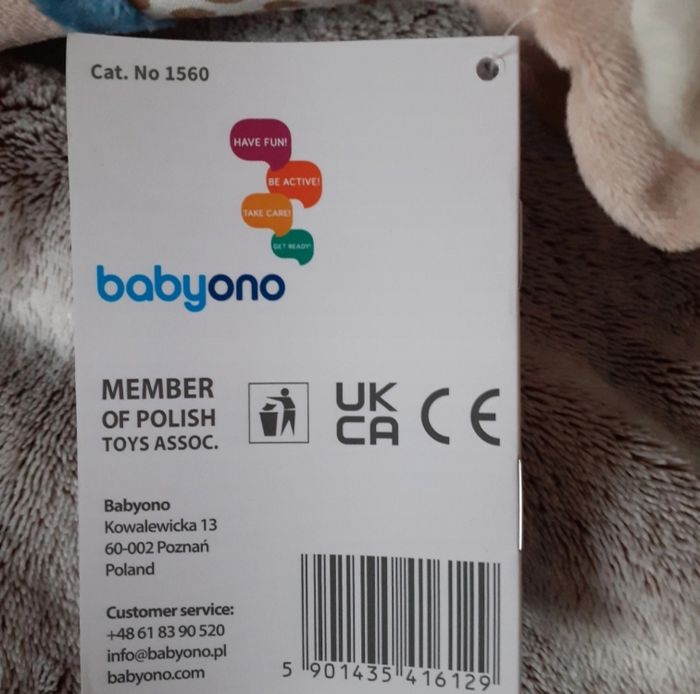 Cat. No 1560
HAVE FUN!
BE ACTIVE!
TAKE CARE!
GET READY!
babyono
MEMBER
OF POLISH
TOYS ASSOC.
UK
CA
CE
Babyono
Kowalewicka 13
60-002 Poznań
Poland
Customer service:
+48 61 83 90 520
info@babyono.pl
babyono.com
5 901435 416129